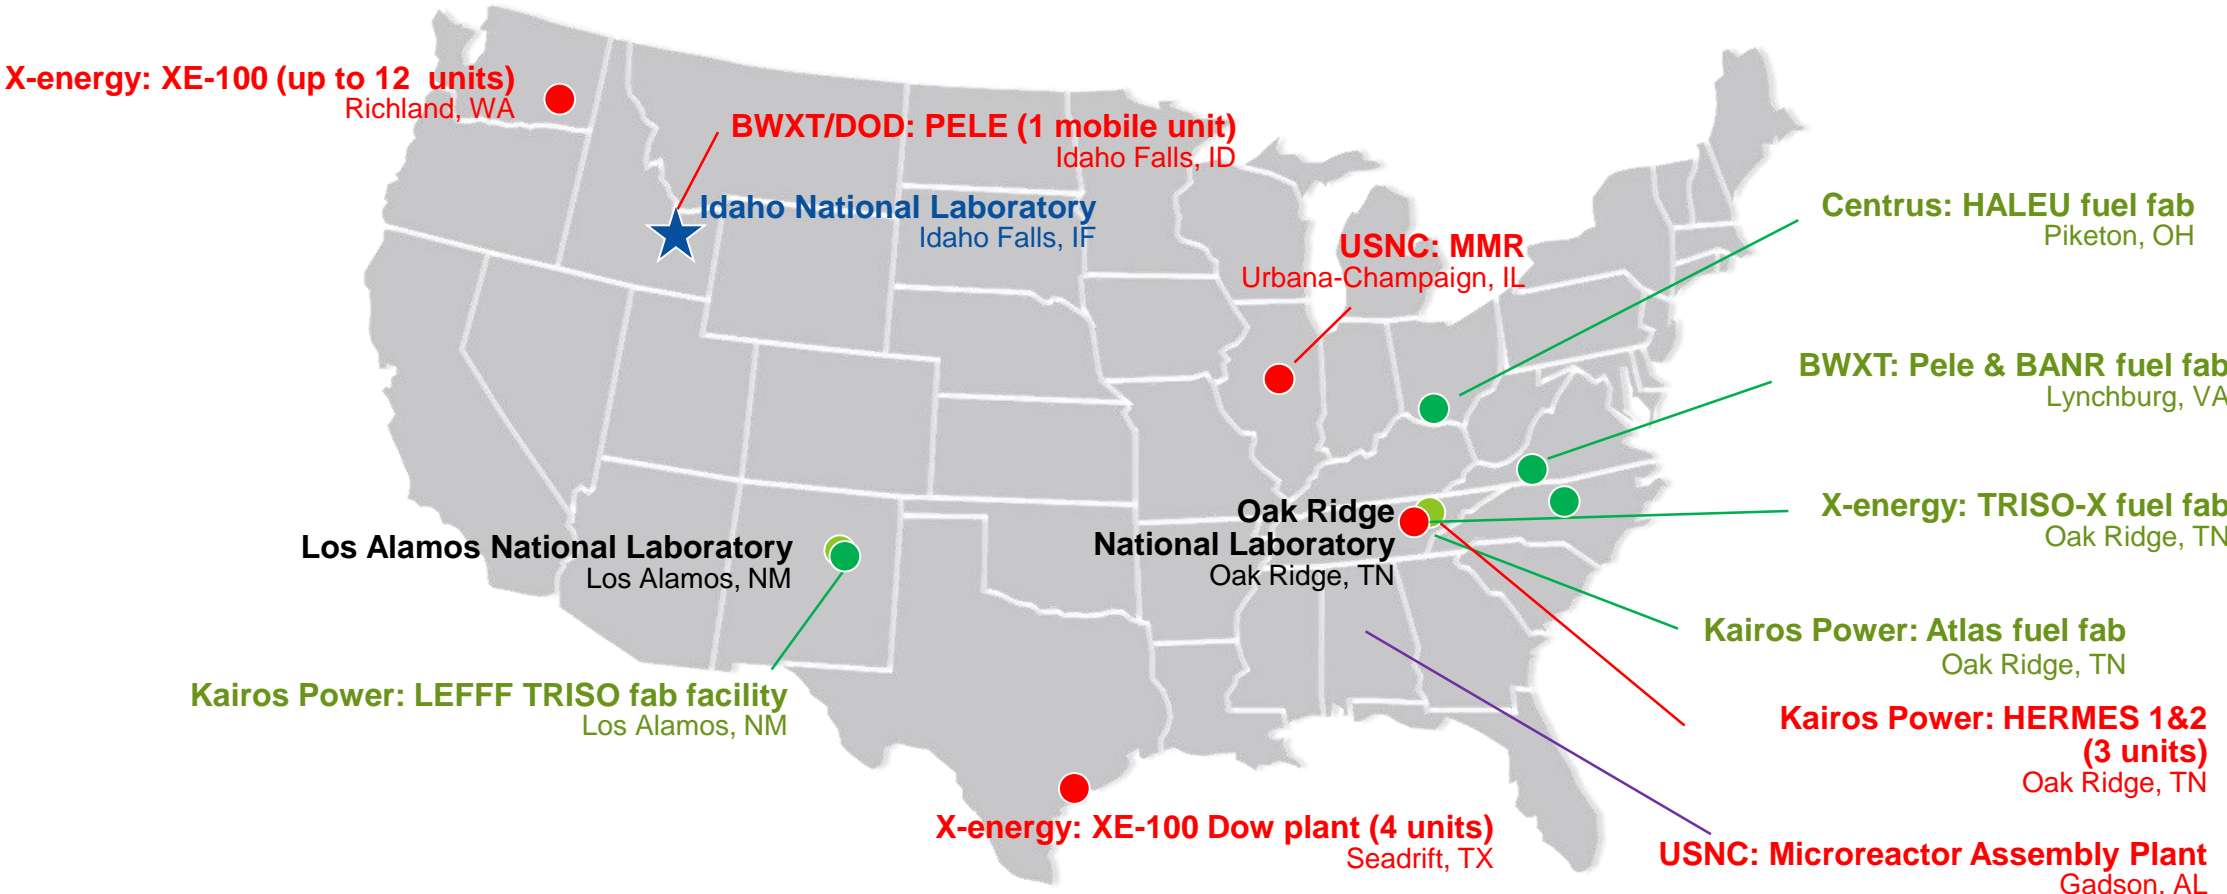 X-energy: XE-100 (up to 12 units)
Richland, WA
BWXT/DOD: PELE (1 mobile unit)
Idaho Falls, ID
Idaho National Laboratory
Idaho Falls, IF
USNC: MMR
Urbana-Champaign, IL
Centrus: HALEU fuel fab
Piketon, OH
BWXT: Pele & BANR fuel fab
Lynchburg, VA
X-energy: TRISO-X fuel fab
Oak Ridge, TN
Oak Ridge
National Laboratory
Oak Ridge, TN
Los Alamos National Laboratory
Los Alamos, NM
Kairos Power: Atlas fuel fab
Oak Ridge, TN
Kairos Power: LEFFF TRISO fab facility
Los Alamos, NM
Kairos Power: HERMES 1&2
(3 units)
Oak Ridge, TN
X-energy: XE-100 Dow plant (4 units)
Seadrift, TX
USNC: Microreactor Assembly Plant
Gadson, AL